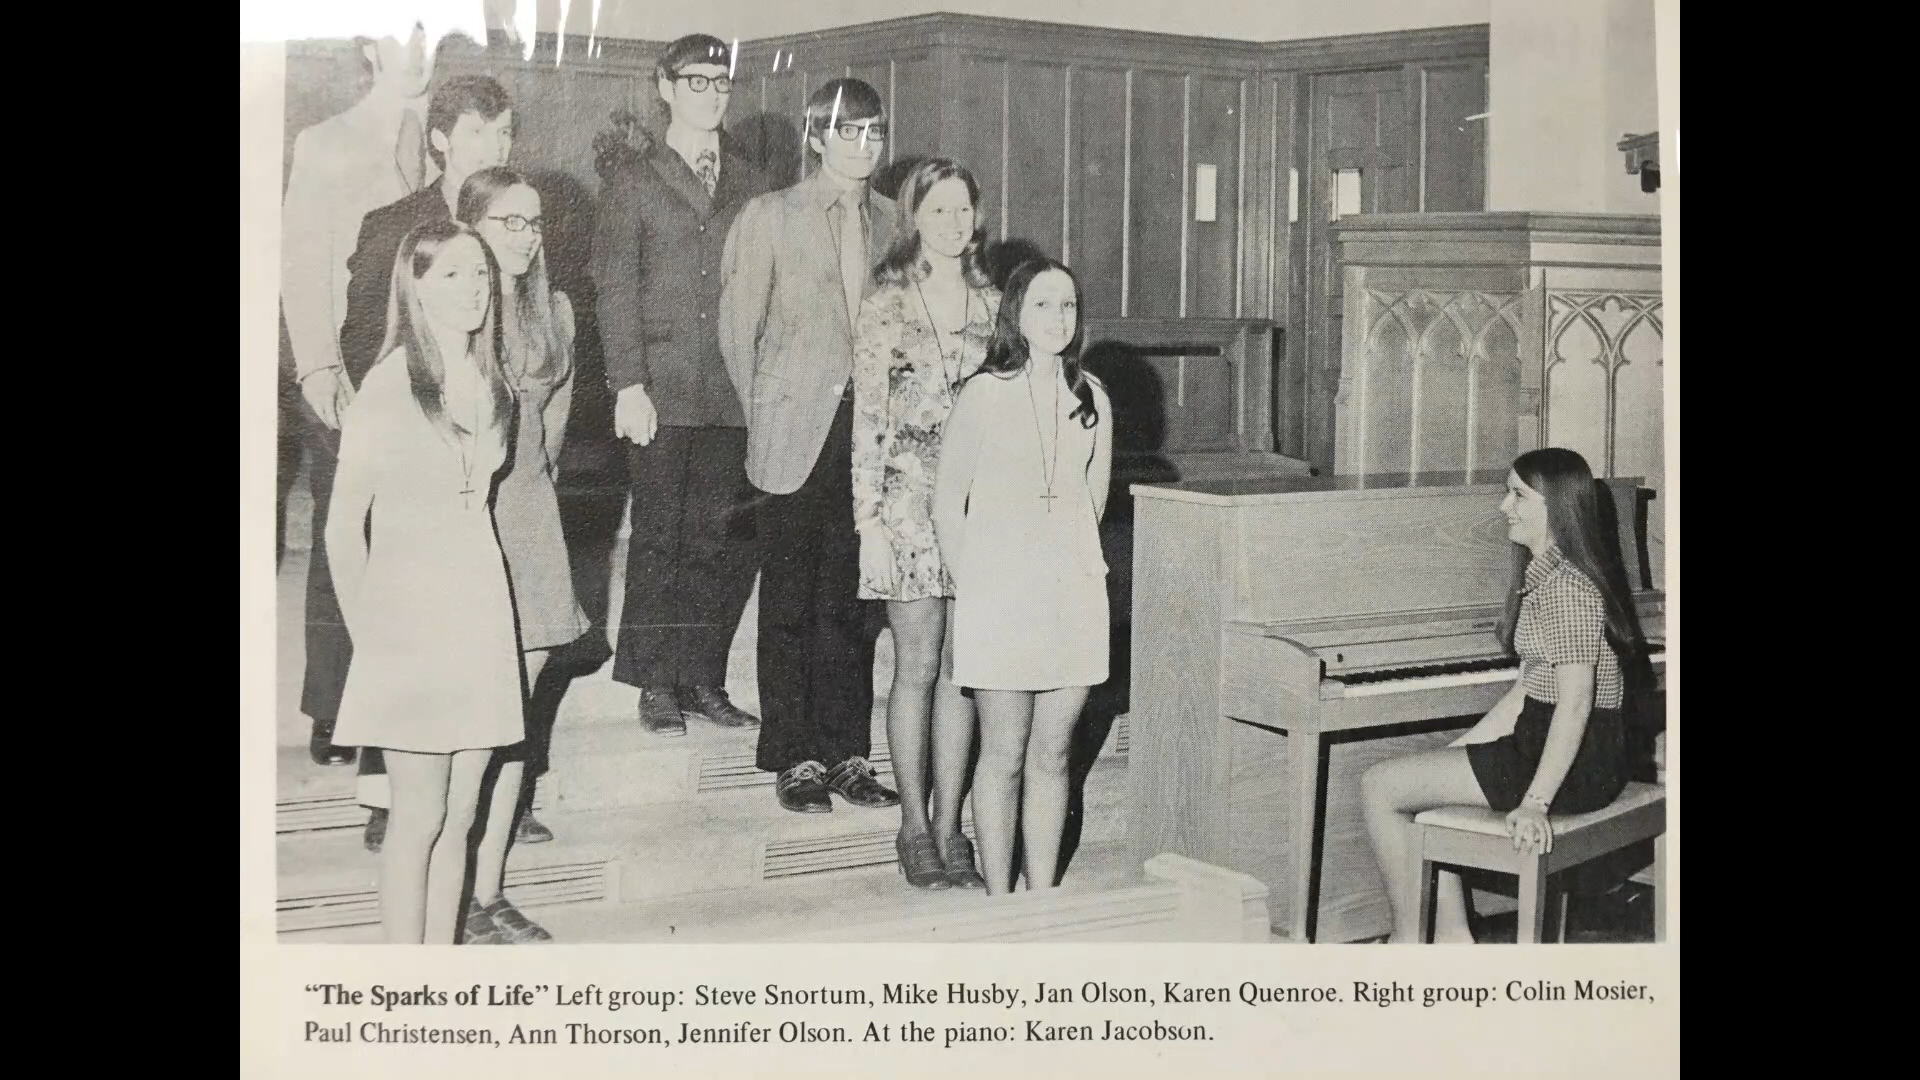 “The Sparks of Life” Left group: Steve Snortum, Mike Husby, Jan Olson, Karen Quenroe. Right group: Colin Mosier,
Paul Christensen, Ann Thorson, Jennifer Olson. At the piano: Karen Jacobson.